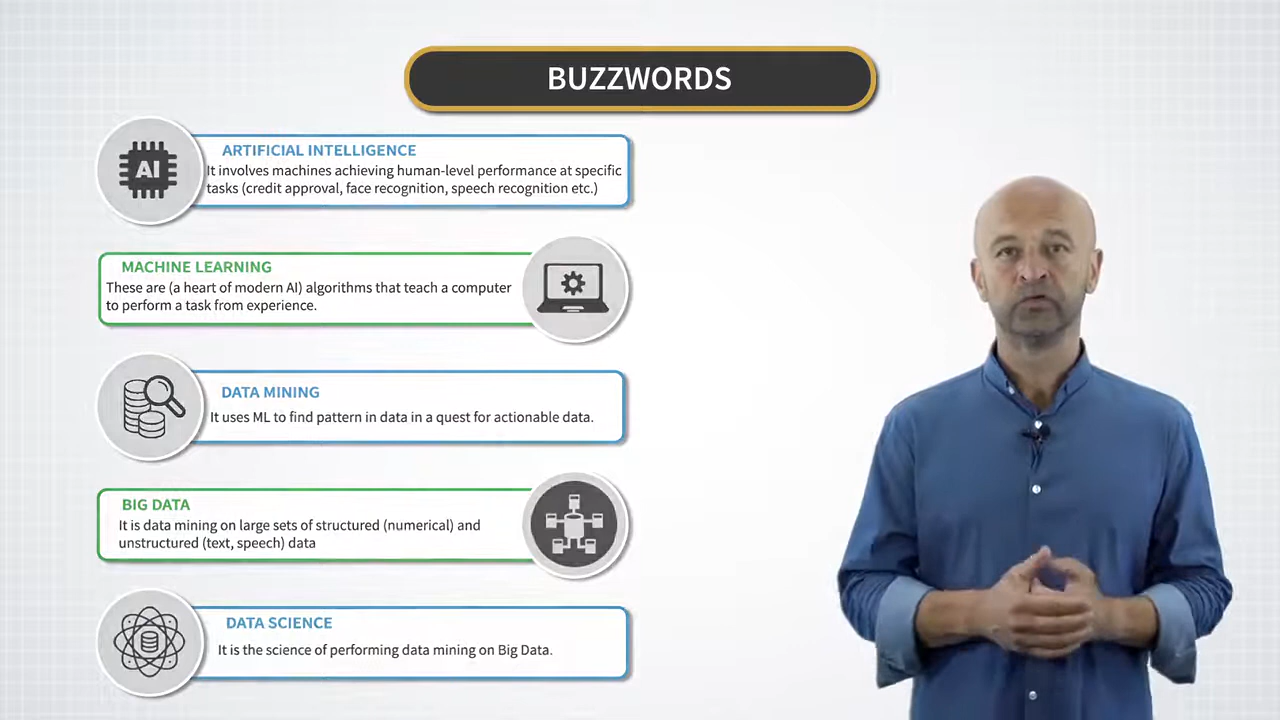 BUZZWORDS
AI
ARTIFICIAL INTELLIGENCE
It involves machines achieving human-level performance at specific
tasks (credit approval, face recognition, speech recognition etc.)
MACHINE LEARNING
These are (a heart of modern AI) algorithms that teach a computer
to perform a task from experience.
DATA MINING
It uses ML to find pattern in data in a quest for actionable data.
BIG DATA
It is data mining on large sets of structured (numerical) and
unstructured (text, speech) data
DATA SCIENCE
It is the science of performing data mining on Big Data.